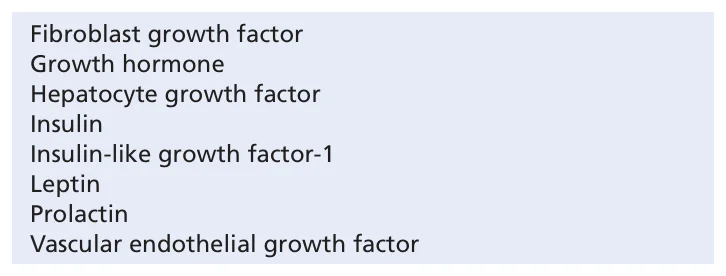 Fibroblast growth factor
Growth hormone
Hepatocyte growth factor
Insulin
Insulin-like growth factor-1
Leptin
Prolactin
Vascular endothelial growth factor